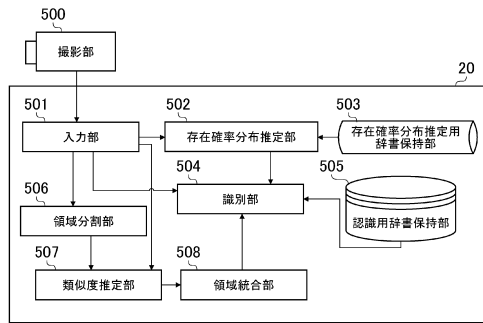 500
撮影部
20
501
入力部
502
存在確率分布推定部
503
存在確率分布推定用
辞書保持部
504
識別部
505
認識用辞書保持部
506
領域分割部
507
類似度推定部
508
領域統合部